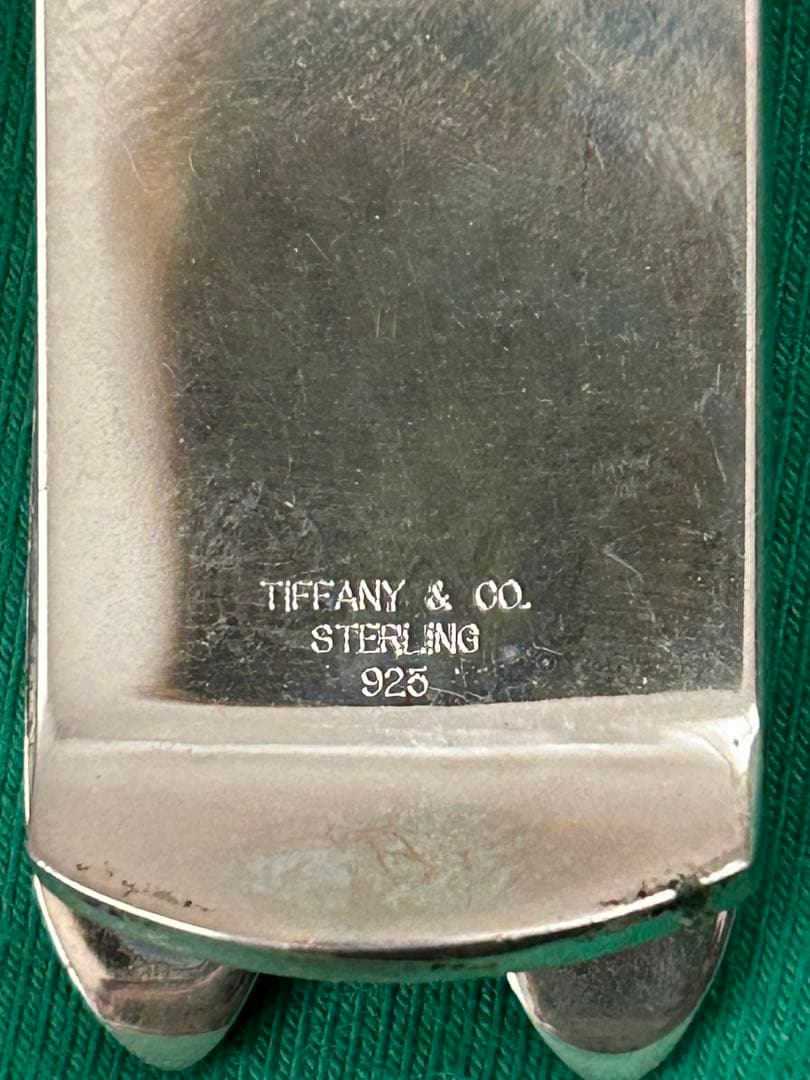 TIFFANY & CO.
STERLING
925